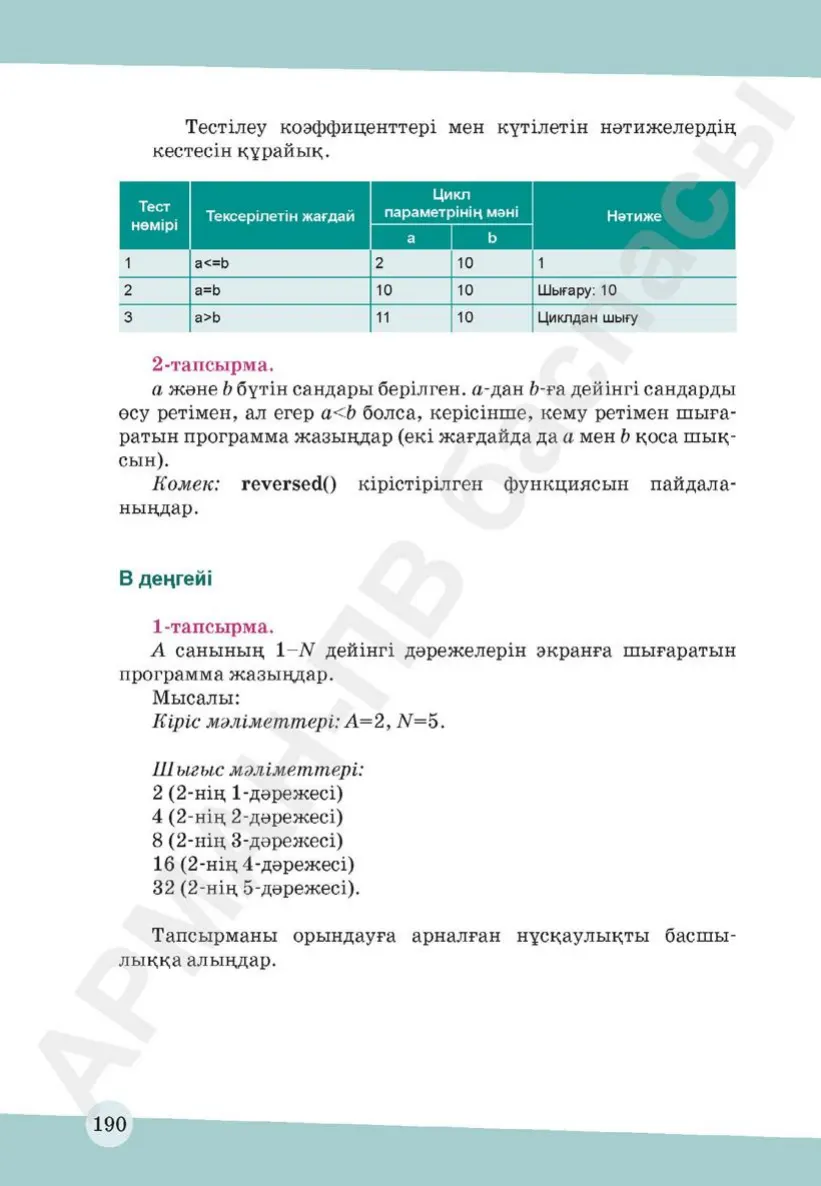 Тестілеу коэффиценттері мен күтілетін нәтижелердің
кестесін құрайық.
Тест нөмірі Тексерілетін жағдай Цикл параметрінің мәні Нәтиже
a b
1 a<=b 2 10 1
2 a=b 10 10 Шығару: 10
3 a>b 11 10 Циклдан шығу
2-тапсырма.
a және b бүтін сандары берілген. a-дан b-ға дейінгі сандарды
өсу ретімен, ал егер a<b болса, керісінше, кему ретімен шыға-
ратын программа жазыңдар (екі жағдайда да a мен b қоса шық-
сын).
Комек: reversed() кірістірілген функциясын пайдала-
ныңдар.
В деңгейі
1-тапсырма.
A санының 1–N дейінгі дәрежелерін экранға шығаратын
программа жазыңдар.
Мысалы:
Кіріс мәліметтері: A=2, N=5.
Шығыс мәліметтері:
2 (2-нің 1-дәрежесі)
4 (2-нің 2-дәрежесі)
8 (2-нің 3-дәрежесі)
16 (2-нің 4-дәрежесі)
32 (2-нің 5-дәрежесі).
Тапсырманы орындауға арналған нұсқаулықты басшы-
лыққа алыңдар.
190
АРМАН-ПВ баспасы